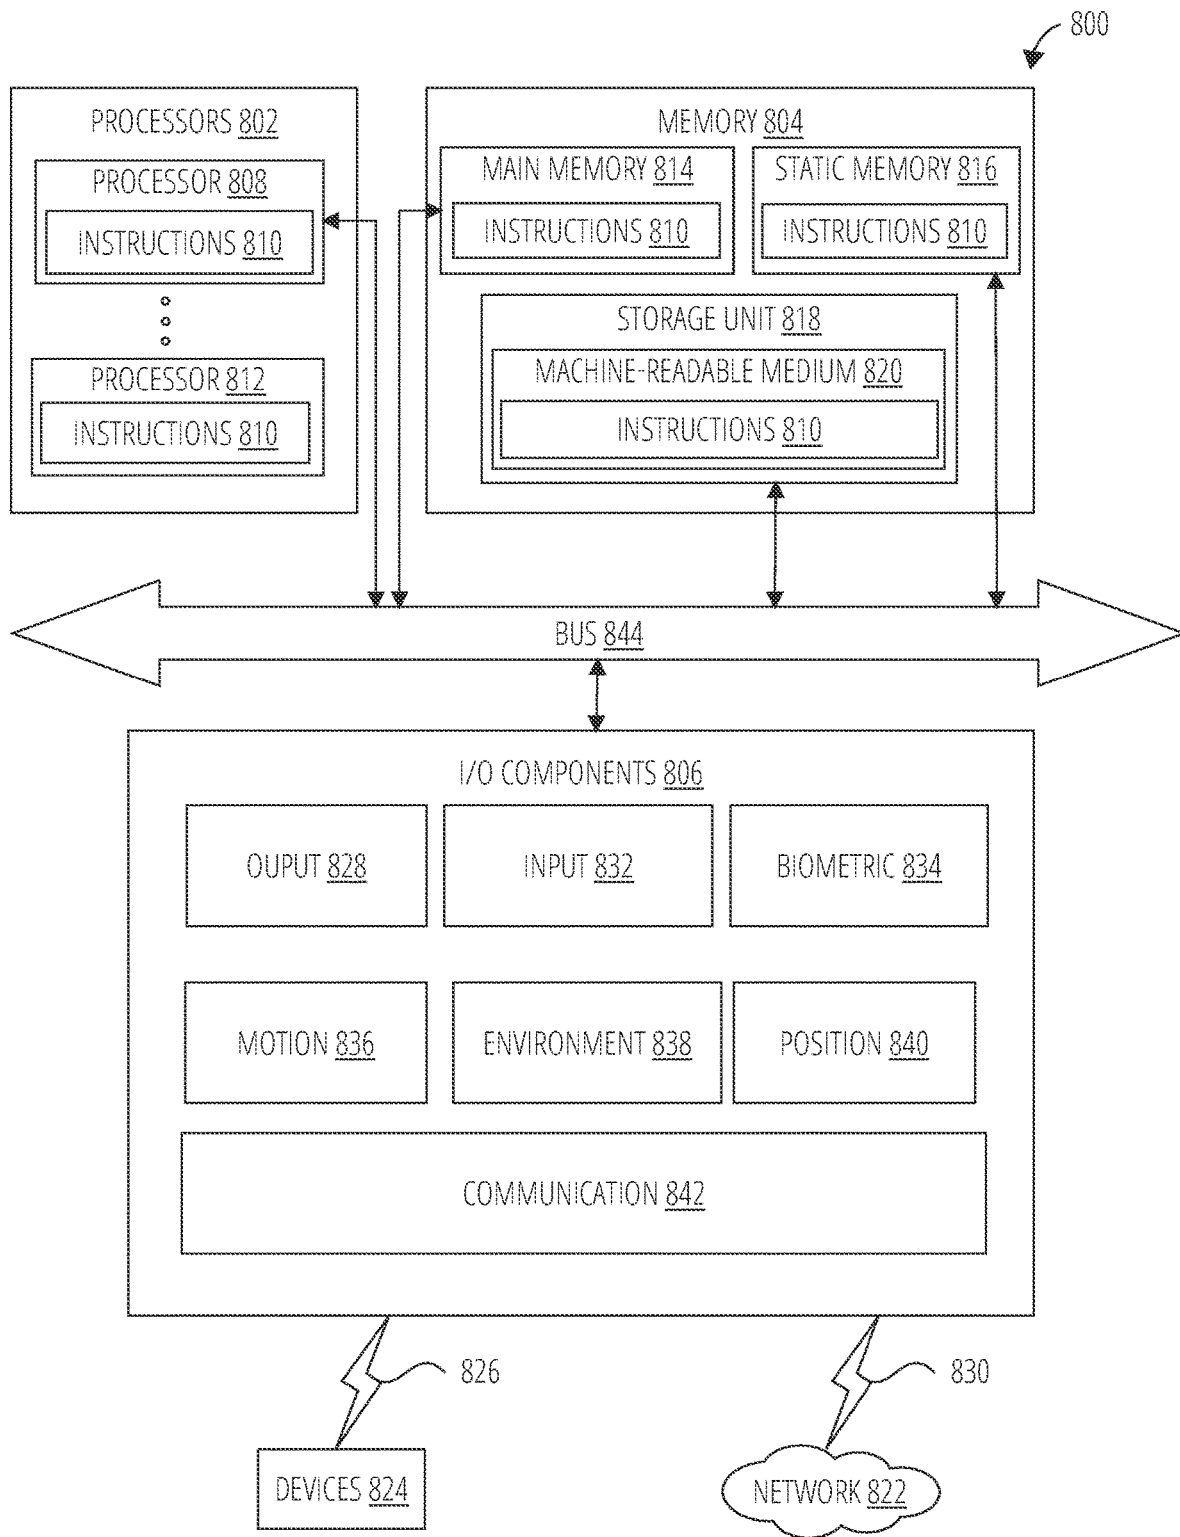 800
PROCESSORS 802
PROCESSOR 808
INSTRUCTIONS 810
PROCESSOR 812
INSTRUCTIONS 810
MEMORY 804
MAIN MEMORY 814
INSTRUCTIONS 810
STATIC MEMORY 816
INSTRUCTIONS 810
STORAGE UNIT 818
MACHINE-READABLE MEDIUM 820
INSTRUCTIONS 810
BUS 844
I/O COMPONENTS 806
OUPUT 828
INPUT 832
BIOMETRIC 834
MOTION 836
ENVIRONMENT 838
POSITION 840
COMMUNICATION 842
826
830
DEVICES 824
NETWORK 822